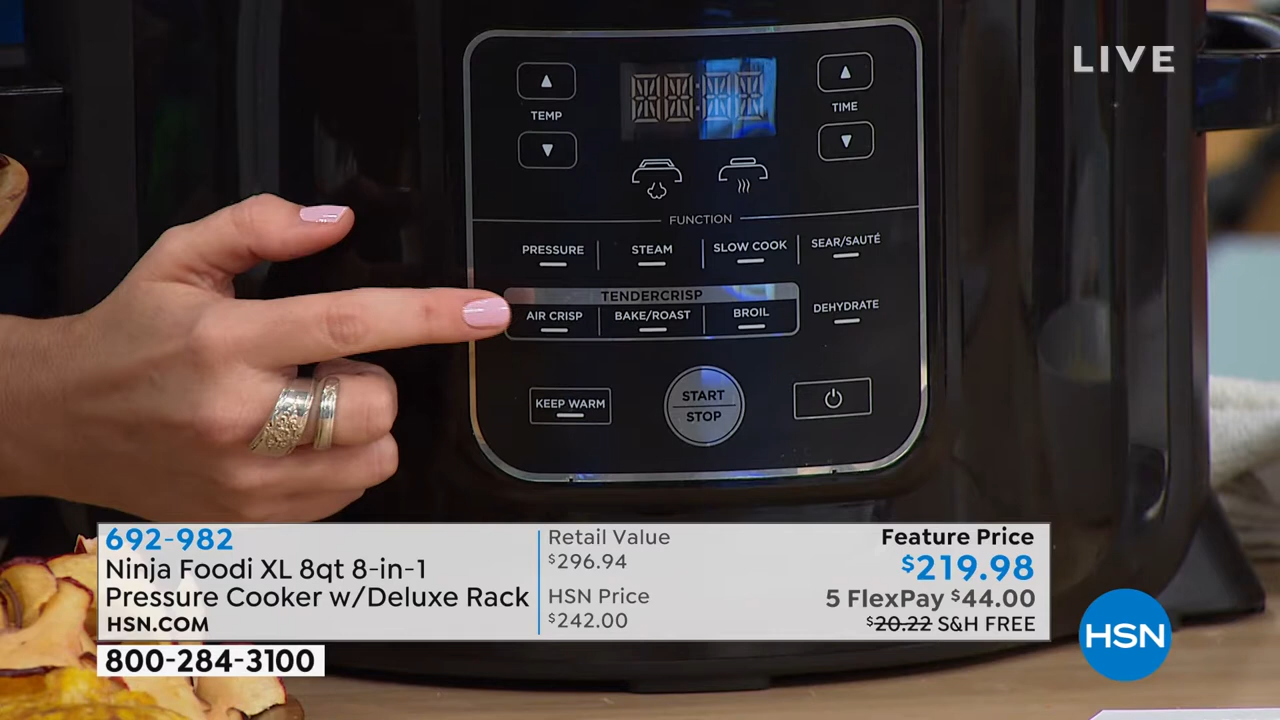 LIVE
TEMP
TIME
FUNCTION
PRESSURE
STEAM
SLOW COOK
SEAR/SAUTÉ
TENDERCRISP
AIR CRISP
BAKE/ROAST
BROIL
DEHYDRATE
KEEP WARM
START
STOP
692-982
Ninja Foodi XL 8qt 8-in-1
Pressure Cooker w/Deluxe Rack
HSN.COM
Retail Value
$296.94
HSN Price
$242.00
Feature Price
$219.98
5 FlexPay $44.00
$20.22 S&H FREE
HSN
800-284-3100